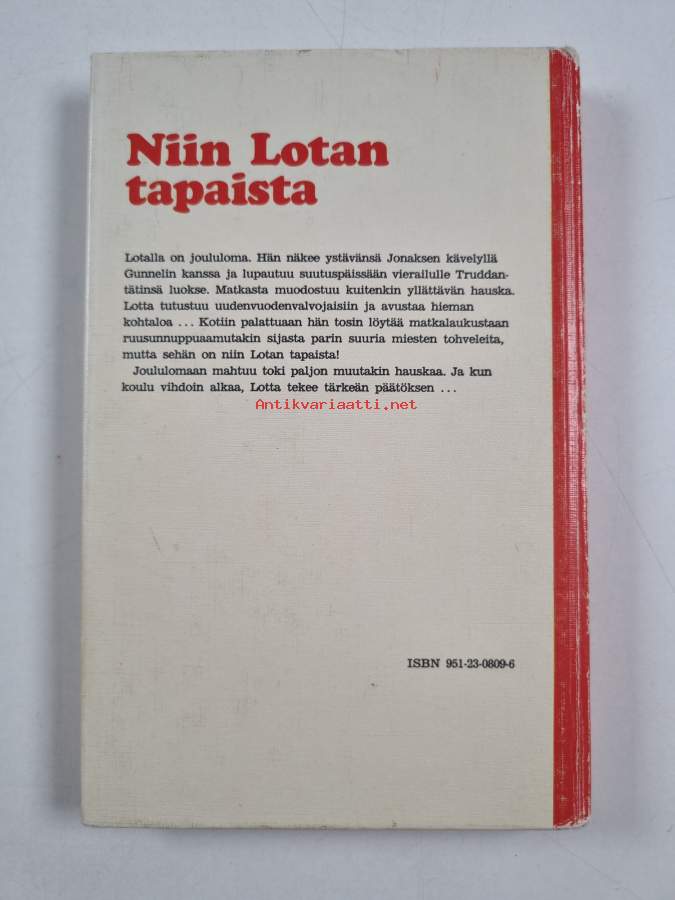 Niin Lotan
tapaista
Lotalla on joululoma. Hän näkee ystävänsä Jonaksen kävelyllä
Gunnelin kanssa ja lupautuu suutuspäissään vierailulle Truddan-
tätinsä luokse. Matkasta muodostuu kuitenkin yllättävän hauska.
Lotta tutustuu uudenvuodenvalvojaisiin ja avustaa hieman
kohtaloa ... Kotiin palattuaan hän tosin löytää matkalaukustaan
ruusunnuppuaamutakin sijasta parin suuria miesten tohveleita,
mutta sehän on niin Lotan tapaista!
Joululomaan mahtuu toki paljon muutakin hauskaa. Ja kun
koulu vihdoin alkaa, Lotta tekee tärkeän päätöksen ...
Antikvariaatti.net
ISBN 951-23-0809-6